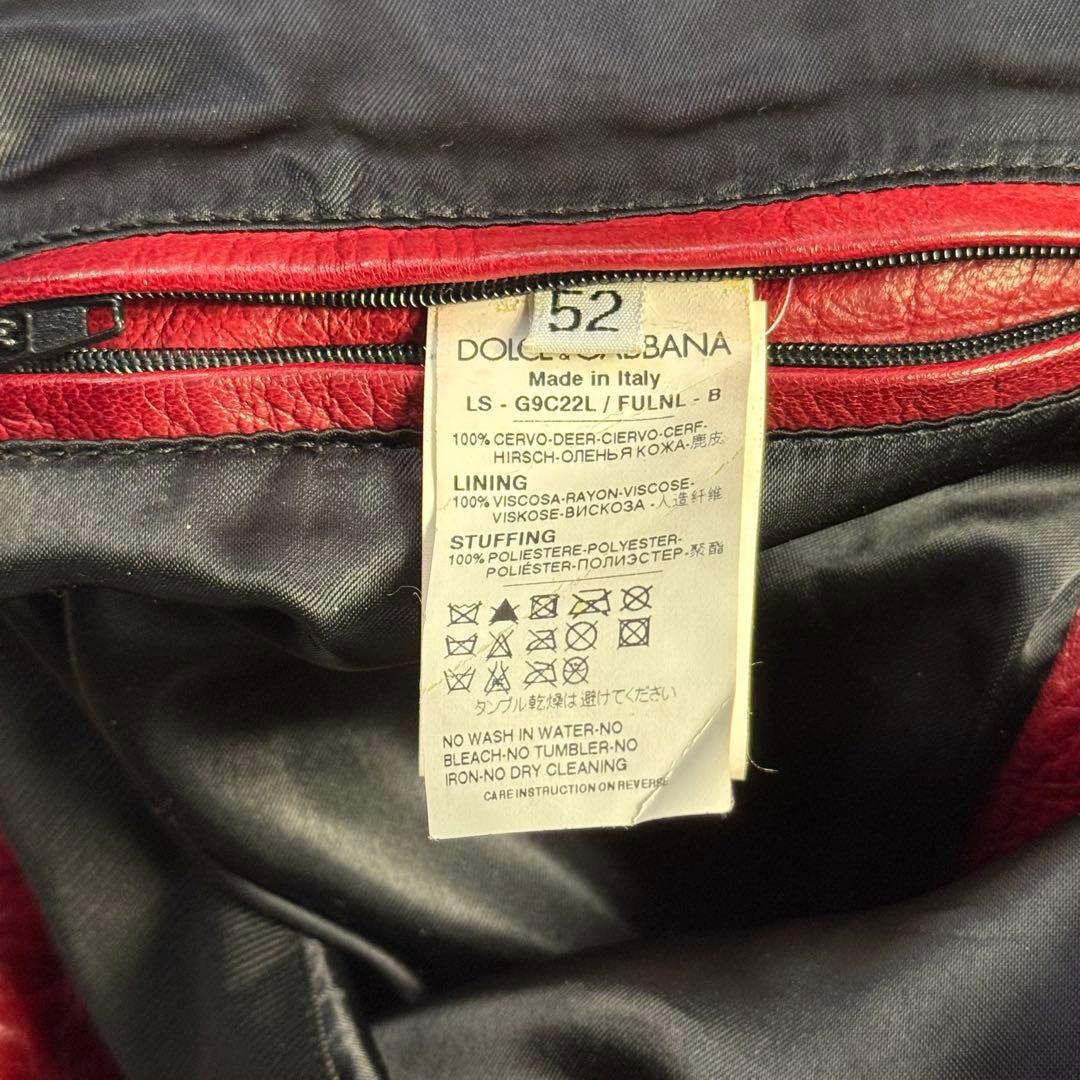 52
DOLCE & GABBANA
Made in Italy
LS - G9C22L / FULNL - B
100% CERVO-DEER-CIERVO-CERF-
HIRSCH-ОЛЕНЬЯ КОЖА-鹿皮
LINING
100% VISCOSA-RAYON-VISCOSE-
VISKOSE-ВИСКОЗА -人造纤维
STUFFING
100% POLIESTERE-POLYESTER-
POLIÉSTER-ПОЛИЭСТЕР-聚酯
タンブル乾燥は避けてください
NO WASH IN WATER-NO
BLEACH-NO TUMBLER-NO
IRON-NO DRY CLEANING
CARE INSTRUCTION ON REVERSE